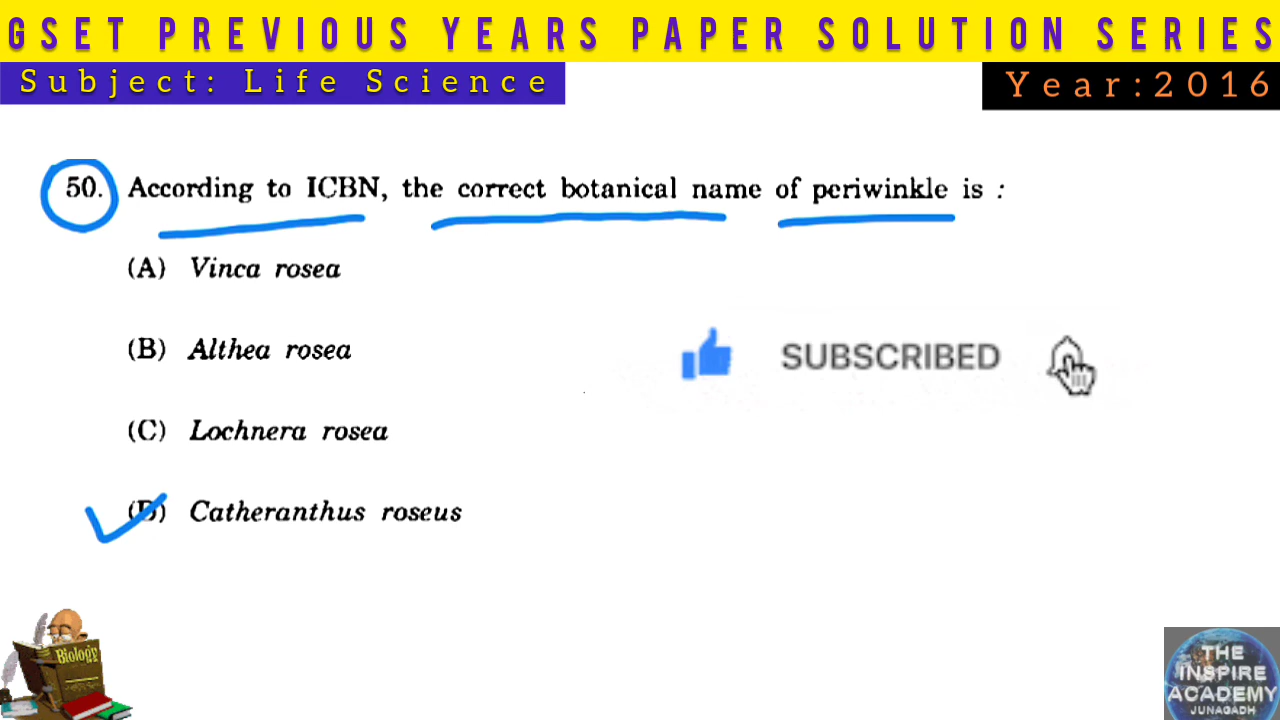 GSET PREVIOUS YEARS PAPER SOLUTION SERIES
Subject: Life Science
Year:2016
50. According to ICBN, the correct botanical name of periwinkle is :
(A) Vinca rosea
(B) Althea rosea
SUBSCRIBED
(C) Lochnera rosea
(D) Catheranthus roseus
Biology
THE
INSPIRE
ACADEMY
JUNAGADH